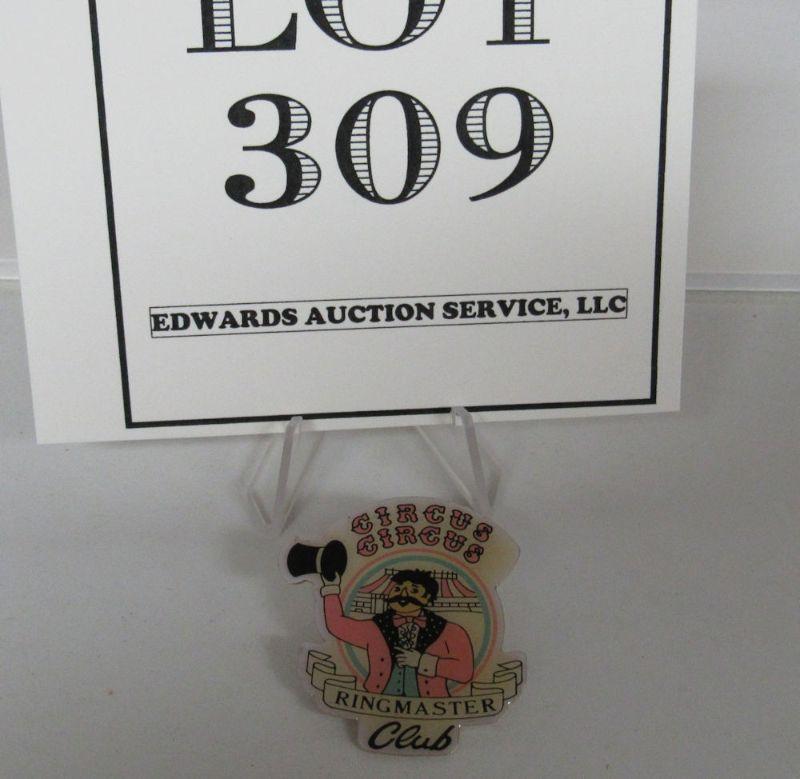 LOT
309
EDWARDS AUCTION SERVICE, LLC
CIRCUS
CIRCUS
RINGMASTER
Club